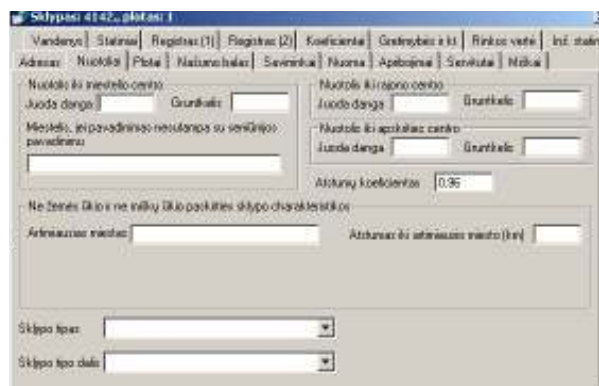 Sklypas: 4142., plotas: 1
Vandenys Statiniai Registras (1) Registras (2) Koeficientai Gretimybės ir kt. Rinkos vertė Inž. statin
Adresas Nuotoliai Plotai Našumo balas Savininkai Nuoma Apribojimai Servitutai Miškai
Nuotolis iki miestelio centro
Juoda danga Gruntkelis
Miestelis, jei pavadinimas nesutampa su seniūnijos
pavadinimu
Nuotolis iki rajono centro
Juoda danga Gruntkelis
Nuotolis iki apskrities centro
Juoda danga Gruntkelis
Atstumų koeficientas 0.96
Ne žemės ūkio ir ne miškų ūkio paskirties sklypo charakteristikos
Artimiausias miestas Atstumas iki artimiausio miesto (km)
Sklypo tipas
Sklypo tipo dalis